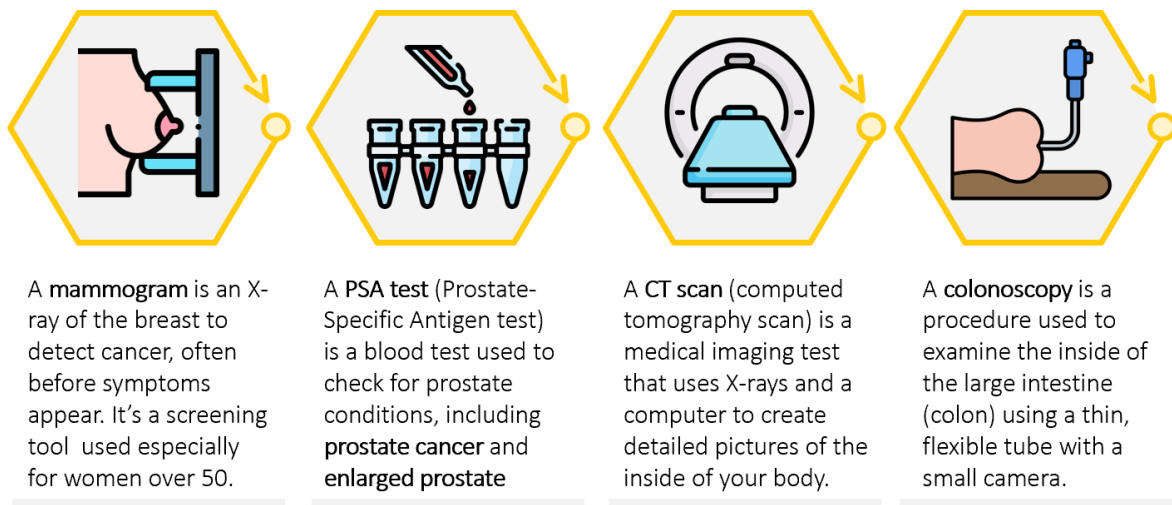 A mammogram is an X-
ray of the breast to
detect cancer, often
before symptoms
appear. It’s a screening
tool  used especially
for women over 50.
A PSA test (Prostate-
Specific Antigen test)
is a blood test used to
check for prostate
conditions, including
prostate cancer and
enlarged prostate
A CT scan (computed
tomography scan) is a
medical imaging test
that uses X-rays and a
computer to create
detailed pictures of the
inside of your body.
A colonoscopy is a
procedure used to
examine the inside of
the large intestine
(colon) using a thin,
flexible tube with a
small camera.